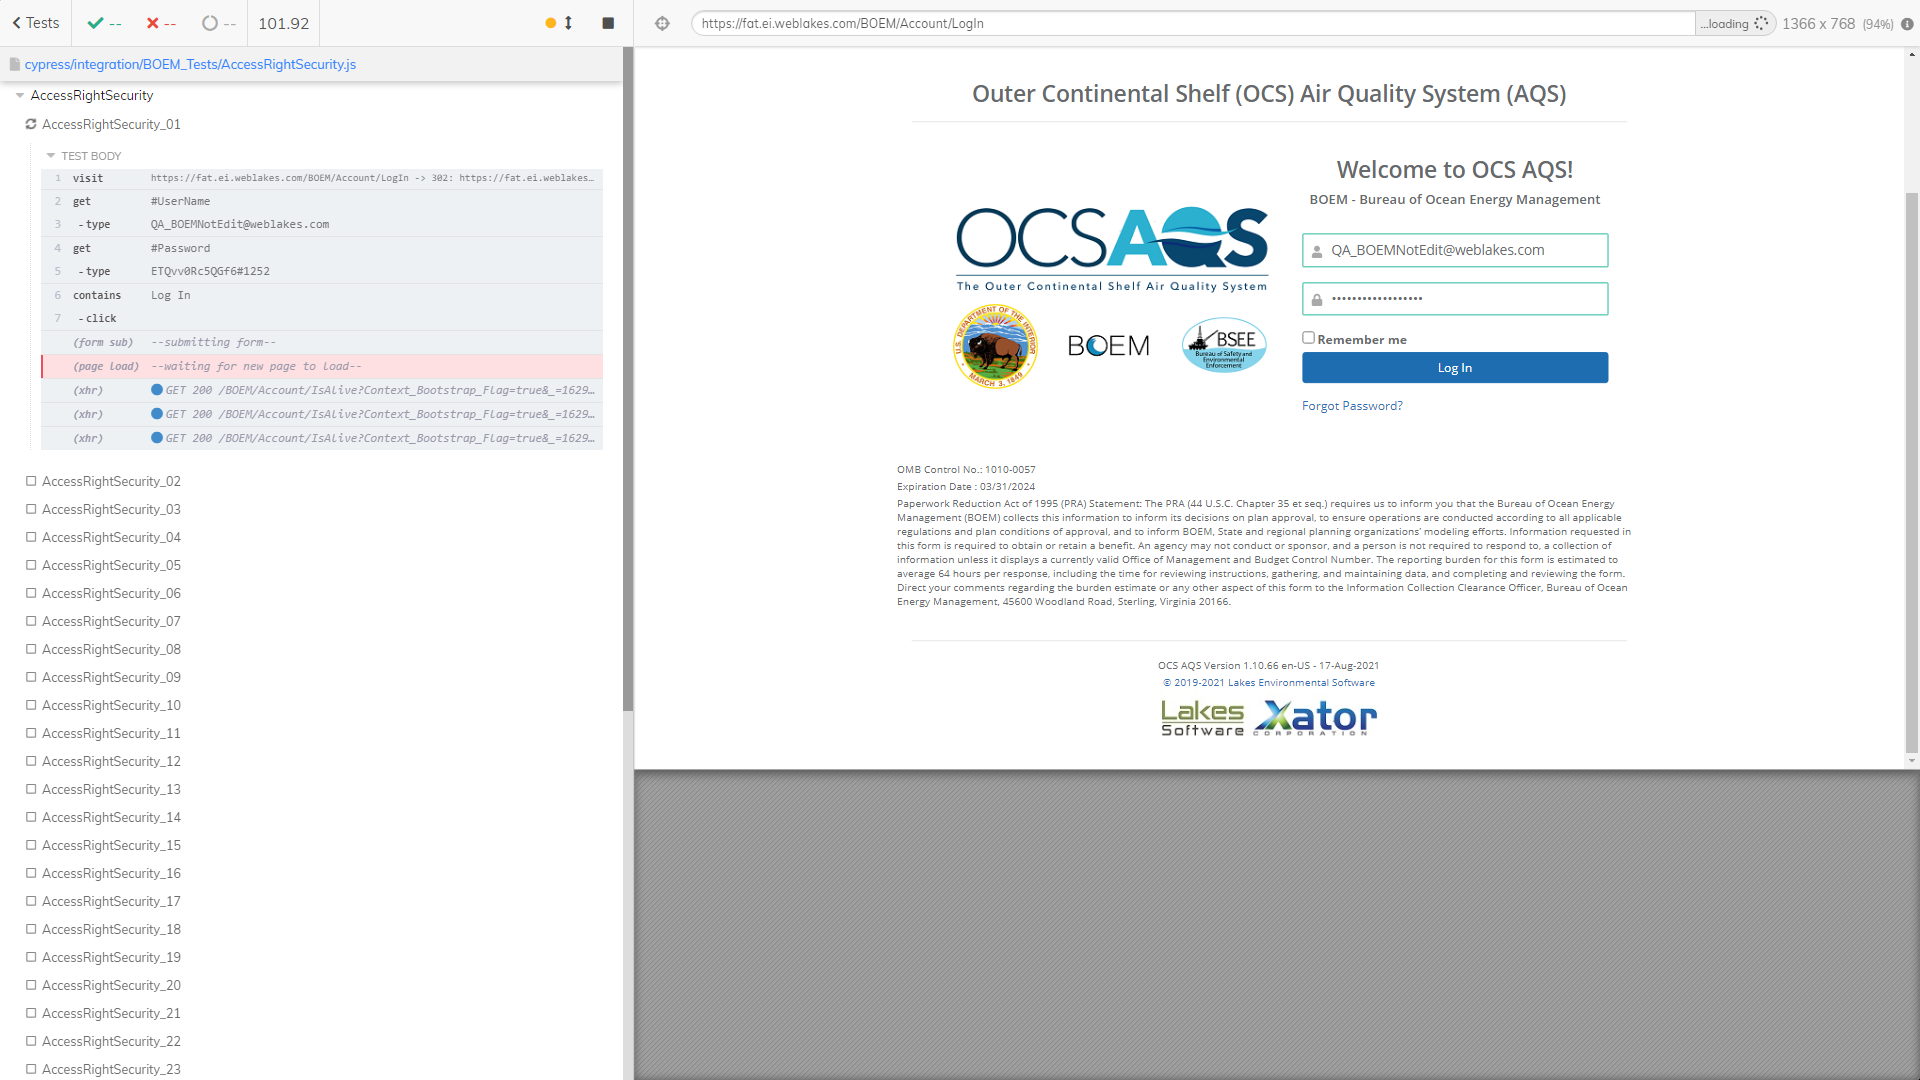 Tests
--
--
--
101.92
https://fat.ei.weblakes.com/BOEM/Account/LogIn
...loading
1366 x 768 (94%)
cypress/integration/BOEM_Tests/AccessRightSecurity.js
AccessRightSecurity
AccessRightSecurity_01
TEST BODY
1 visit https://fat.ei.weblakes.com/BOEM/Account/LogIn -> 302: https://fat.ei.weblakes…
2 get #UserName
3 - type QA_BOEMNotEdit@weblakes.com
4 get #Password
5 - type ETQvv0Rc5QGf6#1252
6 contains Log In
7 - click
(form sub) --submitting form--
(page load) --waiting for new page to load--
(xhr) GET 200 /BOEM/Account/IsAlive?Context_Bootstrap_Flag=true&_=1629…
(xhr) GET 200 /BOEM/Account/IsAlive?Context_Bootstrap_Flag=true&_=1629…
(xhr) GET 200 /BOEM/Account/IsAlive?Context_Bootstrap_Flag=true&_=1629…
AccessRightSecurity_02
AccessRightSecurity_03
AccessRightSecurity_04
AccessRightSecurity_05
AccessRightSecurity_06
AccessRightSecurity_07
AccessRightSecurity_08
AccessRightSecurity_09
AccessRightSecurity_10
AccessRightSecurity_11
AccessRightSecurity_12
AccessRightSecurity_13
AccessRightSecurity_14
AccessRightSecurity_15
AccessRightSecurity_16
AccessRightSecurity_17
AccessRightSecurity_18
AccessRightSecurity_19
AccessRightSecurity_20
AccessRightSecurity_21
AccessRightSecurity_22
AccessRightSecurity_23
Outer Continental Shelf (OCS) Air Quality System (AQS)
OCSAQS
The Outer Continental Shelf Air Quality System
U.S. DEPARTMENT OF THE INTERIOR
MARCH 3, 1849
BOEM
BSEE
Bureau of Safety and
Environmental
Enforcement
Welcome to OCS AQS!
BOEM - Bureau of Ocean Energy Management
QA_BOEMNotEdit@weblakes.com
••••••••••••••••••
Remember me
Log In
Forgot Password?
OMB Control No.: 1010-0057
Expiration Date : 03/31/2024
Paperwork Reduction Act of 1995 (PRA) Statement: The PRA (44 U.S.C. Chapter 35 et seq.) requires us to inform you that the Bureau of Ocean Energy
Management (BOEM) collects this information to inform its decisions on plan approval, to ensure operations are conducted according to all applicable
regulations and plan conditions of approval, and to inform BOEM, State and regional planning organizations’ modeling efforts. Information requested in
this form is required to obtain or retain a benefit. An agency may not conduct or sponsor, and a person is not required to respond to, a collection of
information unless it displays a currently valid Office of Management and Budget Control Number. The reporting burden for this form is estimated to
average 64 hours per response, including the time for reviewing instructions, gathering, and maintaining data, and completing and reviewing the form.
Direct your comments regarding the burden estimate or any other aspect of this form to the Information Collection Clearance Officer, Bureau of Ocean
Energy Management, 45600 Woodland Road, Sterling, Virginia 20166.
OCS AQS Version 1.10.66 en-US - 17-Aug-2021
© 2019-2021 Lakes Environmental Software
Lakes
Software
Xator
CORPORATION